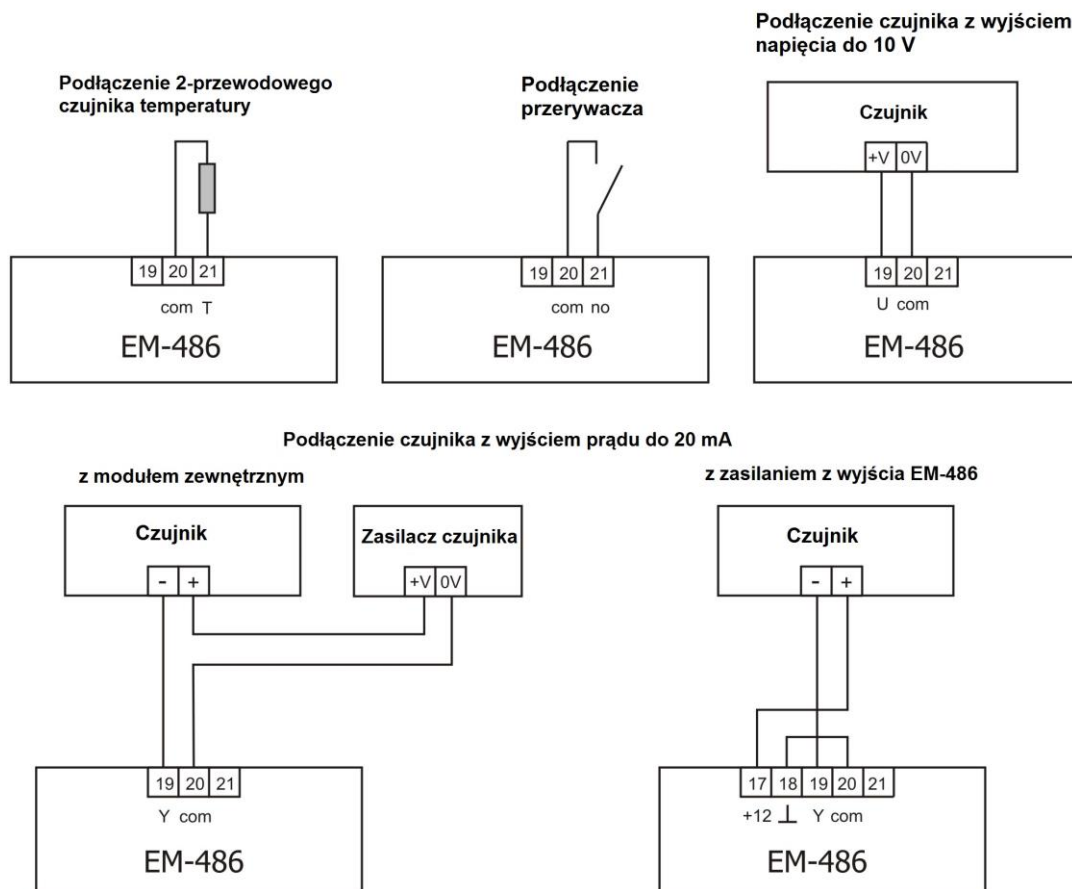 Podłączenie 2-przewodowego
czujnika temperatury
19 20 21
com T
EM-486
Podłączenie
przerywacza
19 20 21
com no
EM-486
Podłączenie czujnika z wyjściem
napięcia do 10 V
Czujnik
+V 0V
19 20 21
U com
EM-486
Podłączenie czujnika z wyjściem prądu do 20 mA
z modułem zewnętrznym
Czujnik
- +
Zasilacz czujnika
+V 0V
19 20 21
Y com
EM-486
z zasilaniem z wyjścia EM-486
Czujnik
- +
17 18 19 20 21
+12 ⊥ Y com
EM-486